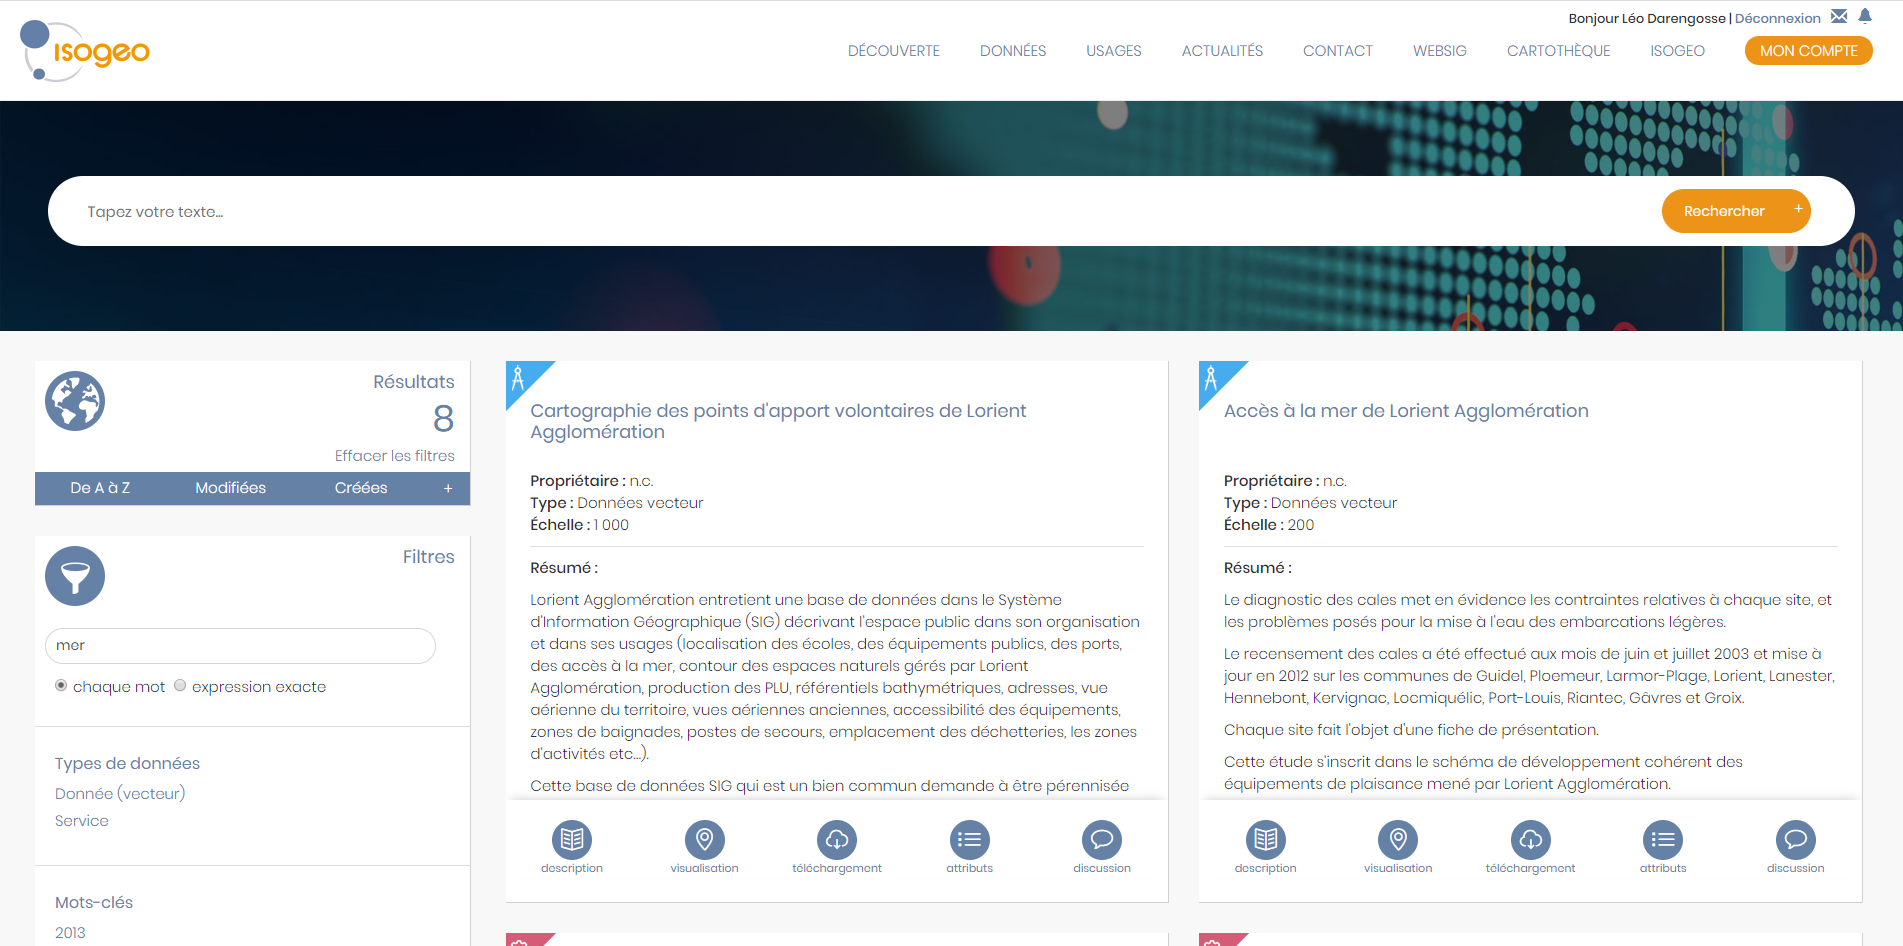 Bonjour Léo Darengosse | Déconnexion
isogeo
DÉCOUVERTE DONNÉES USAGES ACTUALITÉS CONTACT WEBSIG CARTOTHÈQUE ISOGEO MON COMPTE
Tapez votre texte...
Rechercher +
Résultats
8
Effacer les filtres
De A à Z Modifiées Créées +
Filtres
mer
chaque mot expression exacte
Types de données
Donnée (vecteur)
Service
Mots-clés
2013
Cartographie des points d'apport volontaires de Lorient
Agglomération
Propriétaire : n.c.
Type : Données vecteur
Échelle : 1 000
Résumé :
Lorient Agglomération entretient une base de données dans le Système
d'Information Géographique (SIG) décrivant l'espace public dans son organisation
et dans ses usages (localisation des écoles, des équipements publics, des ports,
des accès à la mer, contour des espaces naturels gérés par Lorient
Agglomération, production des PLU, référentiels bathymétriques, adresses, vue
aérienne du territoire, vues aériennes anciennes, accessibilité des équipements,
zones de baignades, postes de secours, emplacement des déchetteries, les zones
d'activités etc...).
Cette base de données SIG qui est un bien commun demande à être pérennisée
description visualisation téléchargement attributs discussion
Accès à la mer de Lorient Agglomération
Propriétaire : n.c.
Type : Données vecteur
Échelle : 200
Résumé :
Le diagnostic des cales met en évidence les contraintes relatives à chaque site, et
les problèmes posés pour la mise à l'eau des embarcations légères.
Le recensement des cales a été effectué aux mois de juin et juillet 2003 et mise à
jour en 2012 sur les communes de Guidel, Ploemeur, Larmor-Plage, Lorient, Lanester,
Hennebont, Kervignac, Locmiquélic, Port-Louis, Riantec, Gâvres et Groix.
Chaque site fait l'objet d'une fiche de présentation.
Cette étude s'inscrit dans le schéma de développement cohérent des
équipements de plaisance mené par Lorient Agglomération.
description visualisation téléchargement attributs discussion